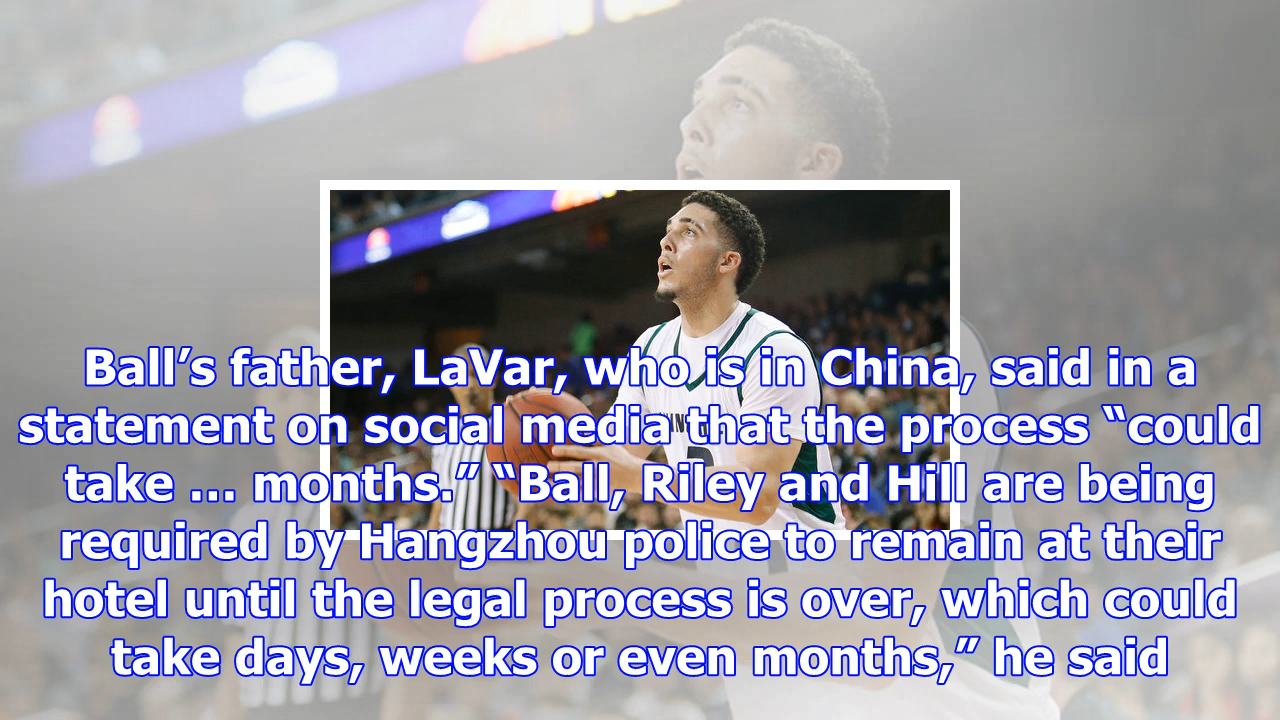 Ball’s father, LaVar, who is in China, said in a
statement on social media that the process “could
take ... months.” “Ball, Riley and Hill are being
required by Hangzhou police to remain at their
hotel until the legal process is over, which could
take days, weeks or even months,” he said